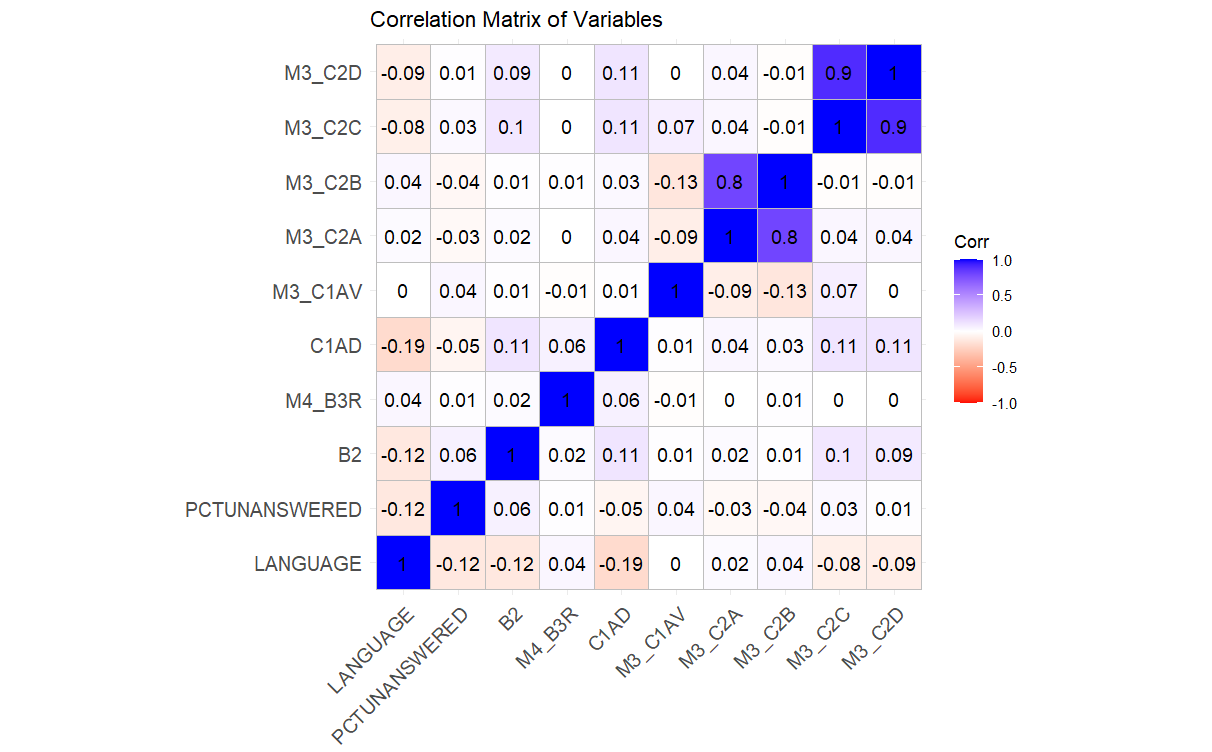 Correlation Matrix of Variables
M3_C2D -0.09 0.01 0.09 0 0.11 0 0.04 -0.01 0.9 1
M3_C2C -0.08 0.03 0.1 0 0.11 0.07 0.04 -0.01 1 0.9
M3_C2B 0.04 -0.04 0.01 0.01 0.03 -0.13 0.8 1 -0.01 -0.01
M3_C2A 0.02 -0.03 0.02 0 0.04 -0.09 1 0.8 0.04 0.04
M3_C1AV 0 0.04 0.01 -0.01 0.01 1 -0.09 -0.13 0.07 0
C1AD -0.19 -0.05 0.11 0.06 1 0.01 0.04 0.03 0.11 0.11
M4_B3R 0.04 0.01 0.02 1 0.06 -0.01 0 0.01 0 0
B2 -0.12 0.06 1 0.02 0.11 0.01 0.02 0.01 0.1 0.09
PCTUNANSWERED -0.12 1 0.06 0.01 -0.05 0.04 -0.03 -0.04 0.03 0.01
LANGUAGE 1 -0.12 -0.12 0.04 -0.19 0 0.02 0.04 -0.08 -0.09
LANGUAGE
PCTUNANSWERED
B2
M4_B3R
C1AD
M3_C1AV
M3_C2A
M3_C2B
M3_C2C
M3_C2D
Corr
1.0
0.5
0.0
-0.5
-1.0